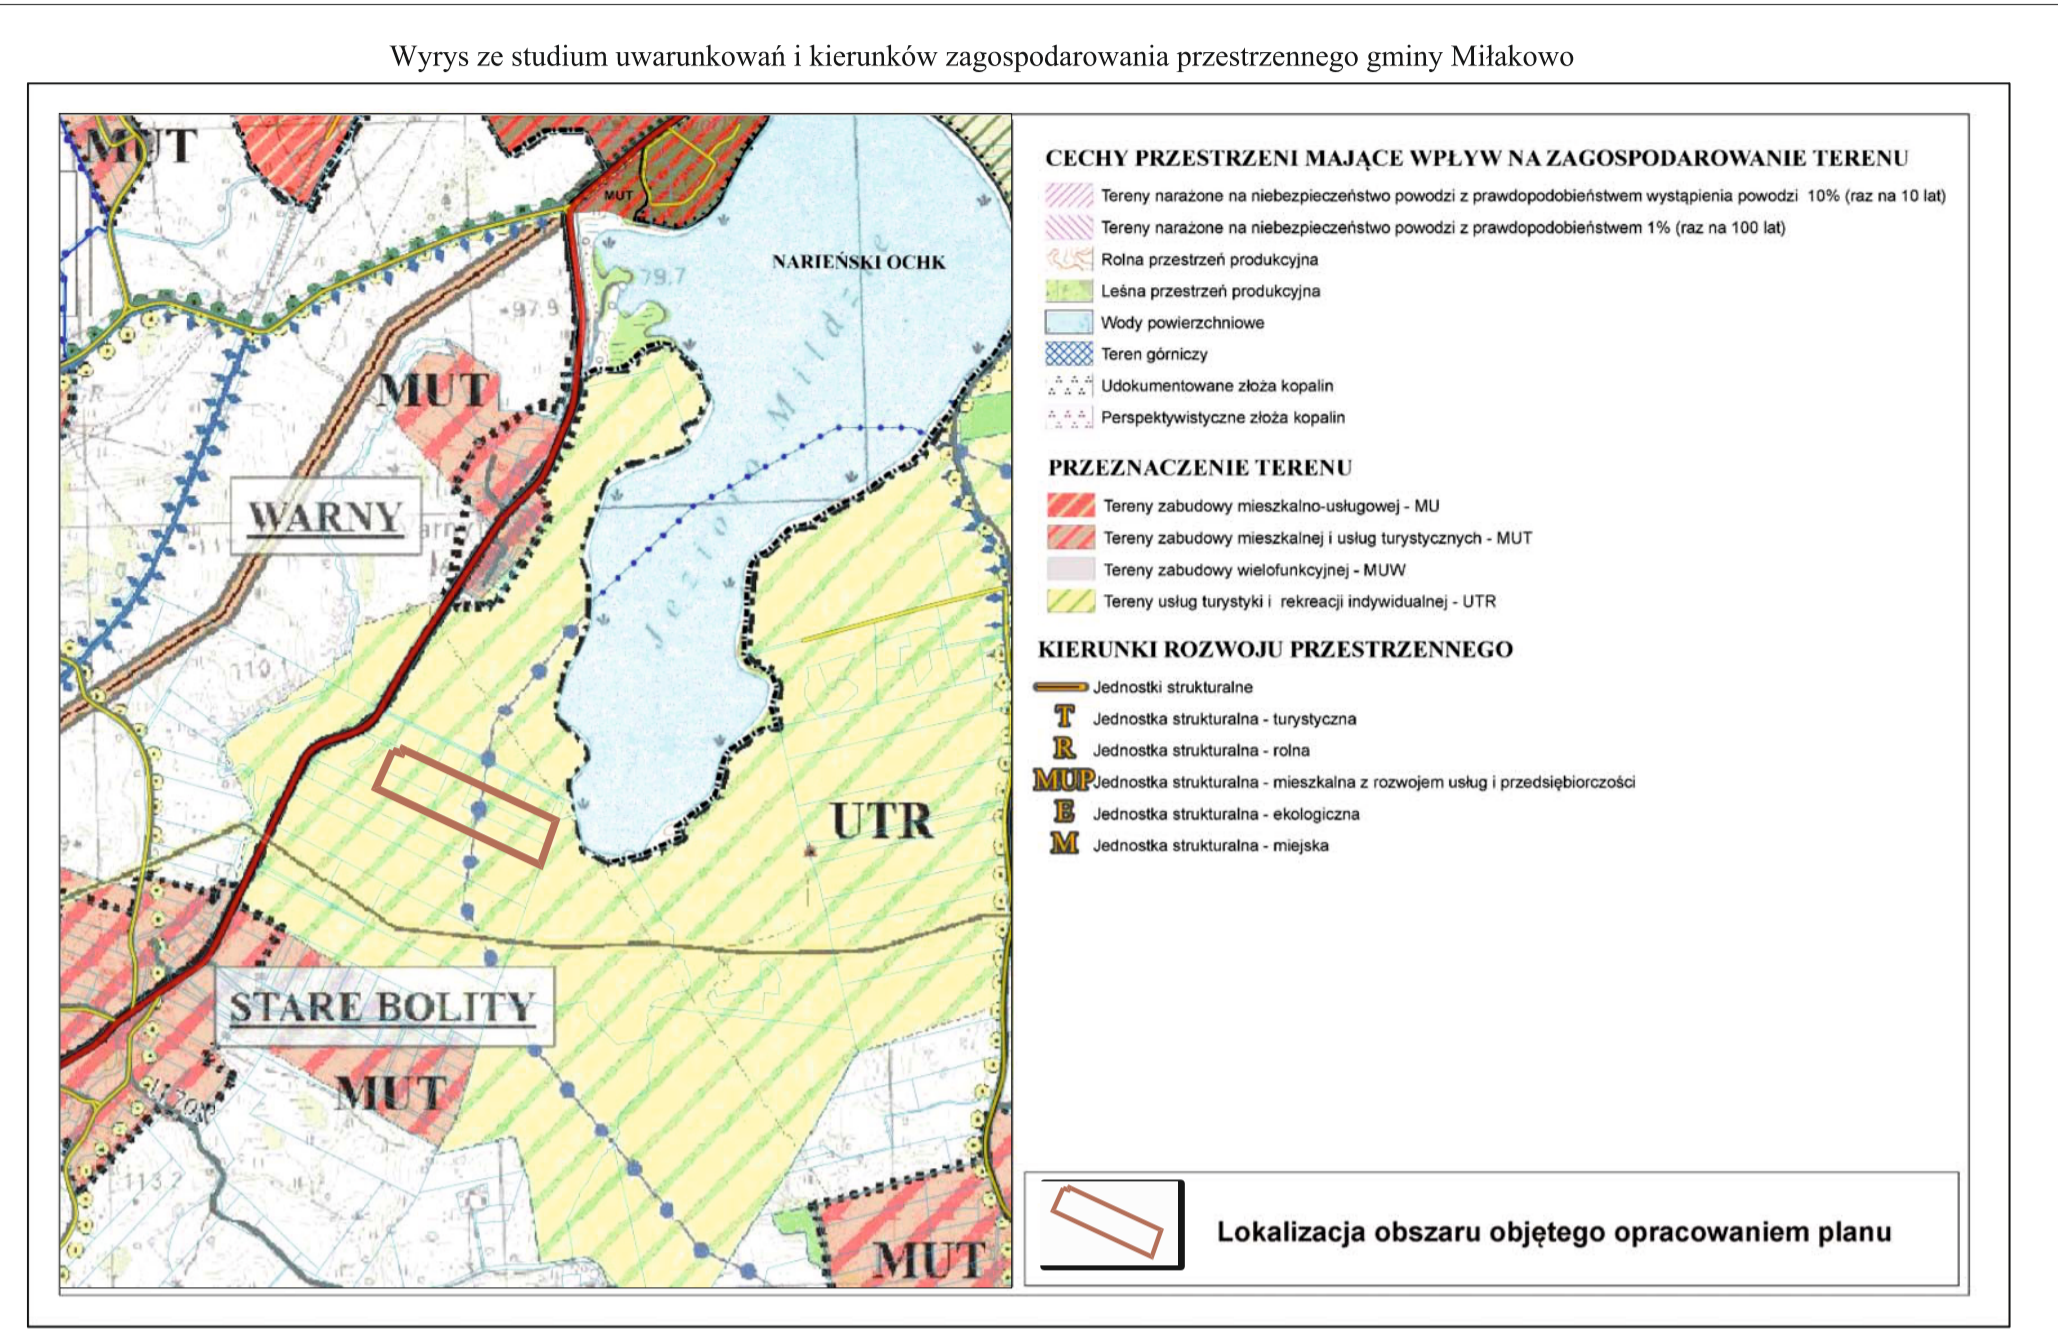 Wyrys ze studium uwarunkowań i kierunków zagospodarowania przestrzennego gminy Miłakowo
MUT
MUT
NARIEŃSKI OCHK
79.7
97.9
MUT
WARNY
Jezioro Mildzie
110.1
UTR
STARE BOLITY
MUT
113.2
MUT
CECHY PRZESTRZENI MAJĄCE WPŁYW NA ZAGOSPODAROWANIE TERENU
Tereny narażone na niebezpieczeństwo powodzi z prawdopodobieństwem wystąpienia powodzi 10% (raz na 10 lat)
Tereny narażone na niebezpieczeństwo powodzi z prawdopodobieństwem 1% (raz na 100 lat)
Rolna przestrzeń produkcyjna
Leśna przestrzeń produkcyjna
Wody powierzchniowe
Teren górniczy
Udokumentowane złoża kopalin
Perspektywistyczne złoża kopalin
PRZEZNACZENIE TERENU
Tereny zabudowy mieszkalno-usługowej - MU
Tereny zabudowy mieszkalnej i usług turystycznych - MUT
Tereny zabudowy wielofunkcyjnej - MUW
Tereny usług turystyki i rekreacji indywidualnej - UTR
KIERUNKI ROZWOJU PRZESTRZENNEGO
Jednostki strukturalne
T Jednostka strukturalna - turystyczna
R Jednostka strukturalna - rolna
MUP Jednostka strukturalna - mieszkalna z rozwojem usług i przedsiębiorczości
E Jednostka strukturalna - ekologiczna
M Jednostka strukturalna - miejska
Lokalizacja obszaru objętego opracowaniem planu